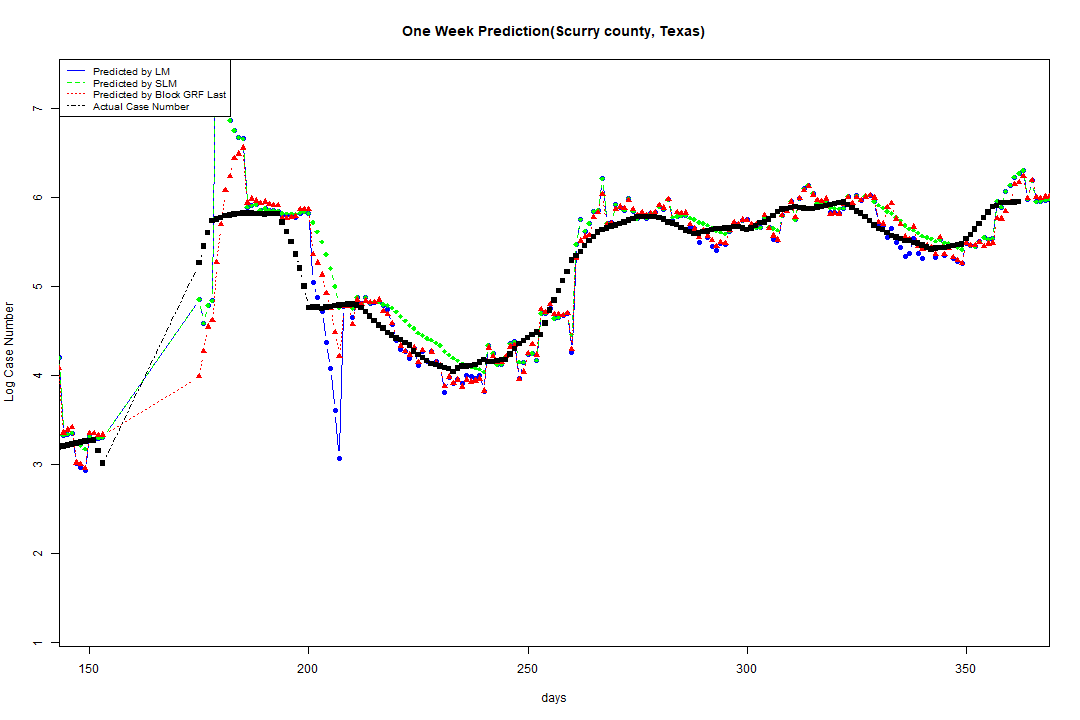 One Week Prediction(Scurry county, Texas)
Predicted by LM
Predicted by SLM
Predicted by Block GRF Last
Actual Case Number
7
6
5
4
3
2
1
Log Case Number
150 200 250 300 350
days